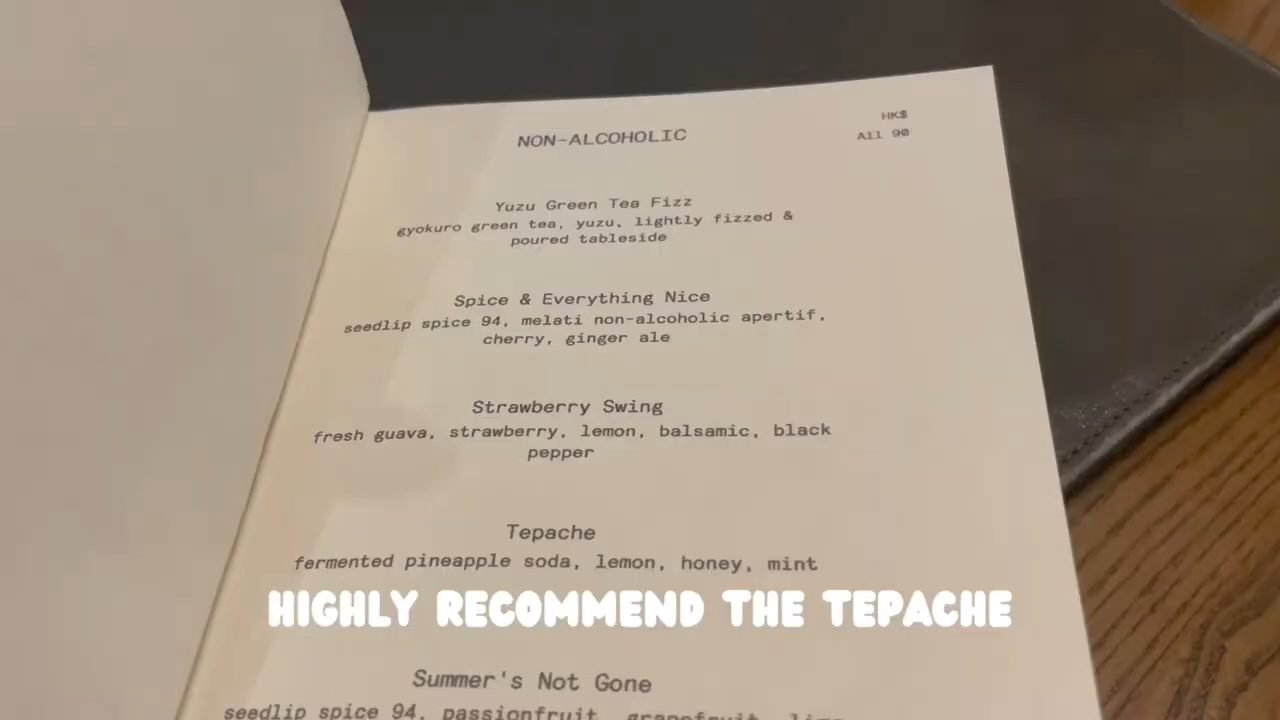 NON-ALCOHOLIC
HK$
All 90
Yuzu Green Tea Fizz
gyokuro green tea, yuzu, lightly fizzed &
poured tableside
Spice & Everything Nice
seedlip spice 94, melati non-alcoholic apertif,
cherry, ginger ale
Strawberry Swing
fresh guava, strawberry, lemon, balsamic, black
pepper
Tepache
fermented pineapple soda, lemon, honey, mint
HIGHLY RECOMMEND THE TEPACHE
Summer's Not Gone
seedlip spice 94, passionfruit, grapefruit, lime